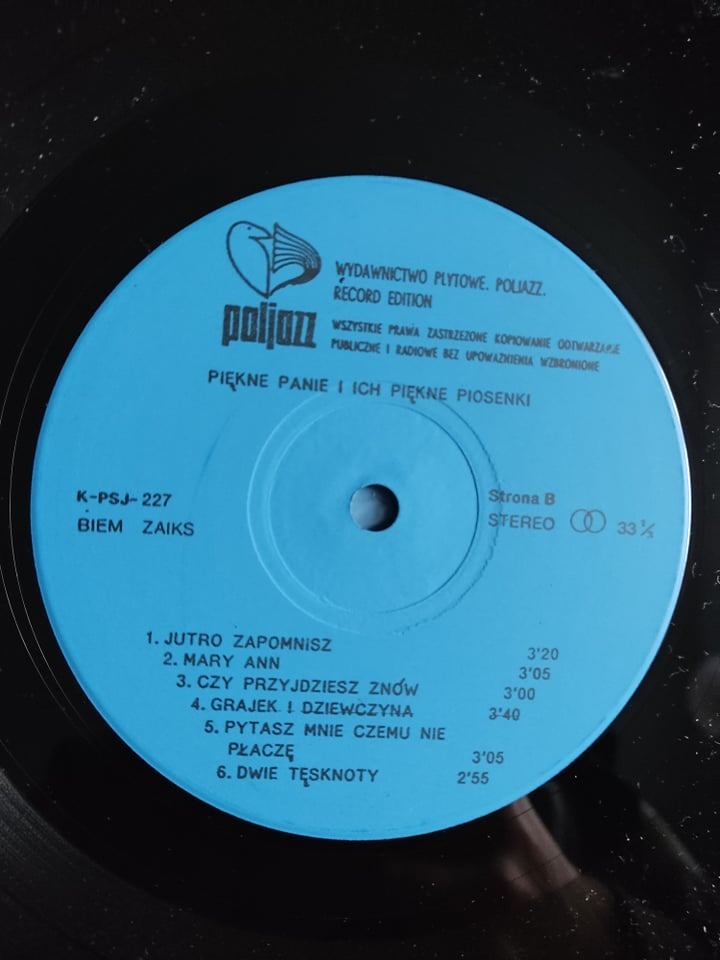 poljazz
WYDAWNICTWO PŁYTOWE. POLJAZZ.
RECORD EDITION
WSZYSTKIE PRAWA ZASTRZEŻONE KOPIOWANIE ODTWARZANIE
PUBLICZNE I RADIOWE BEZ UPOWAŻNIENIA WZBRONIONE
PIĘKNE PANIE I ICH PIĘKNE PIOSENKI
K-PSJ-227
BIEM ZAIKS
Strona B
STEREO 33 ⅓
1. JUTRO ZAPOMNISZ 3'20
2. MARY ANN 3'05
3. CZY PRZYJDZIESZ ZNÓW 3'00
4. GRAJEK I DZIEWCZYNA 3'40
5. PYTASZ MNIE CZEMU NIE
PŁACZĘ 3'05
6. DWIE TĘSKNOTY 2'55